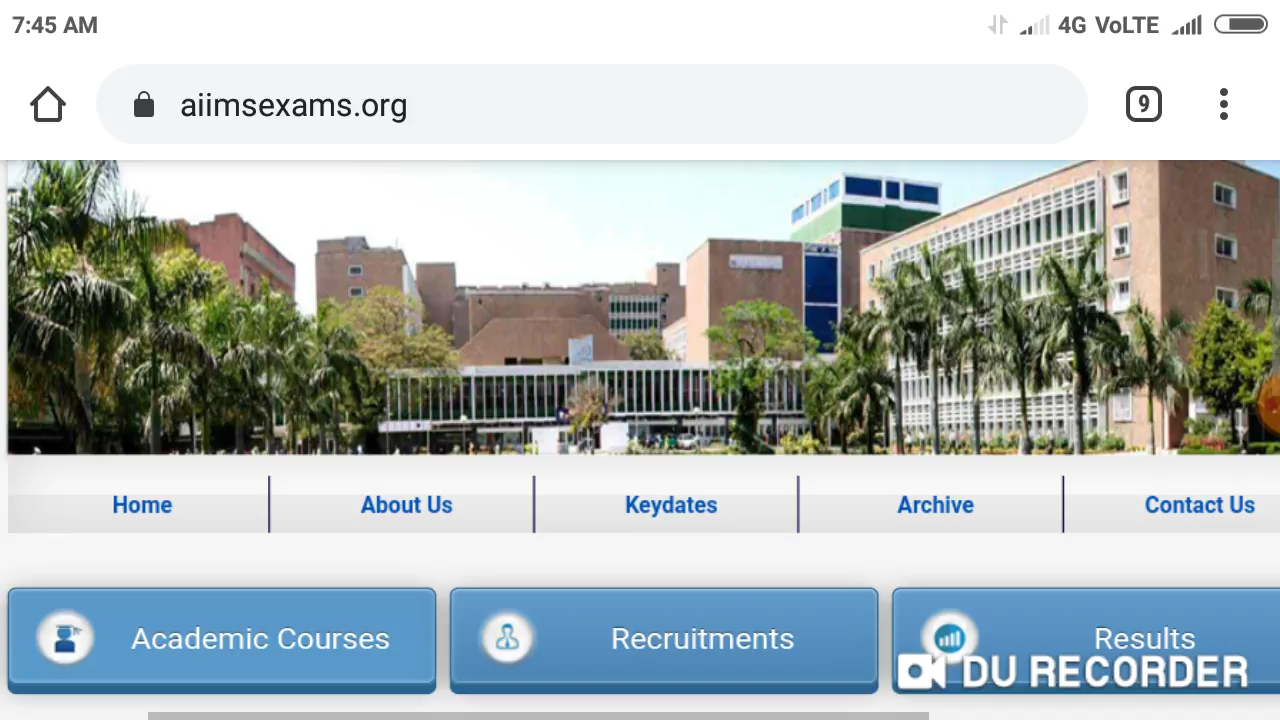 7:45 AM 4G VoLTE
aiimsexams.org 9
Home About Us Keydates Archive Contact Us
Academic Courses Recruitments Results
DU RECORDER